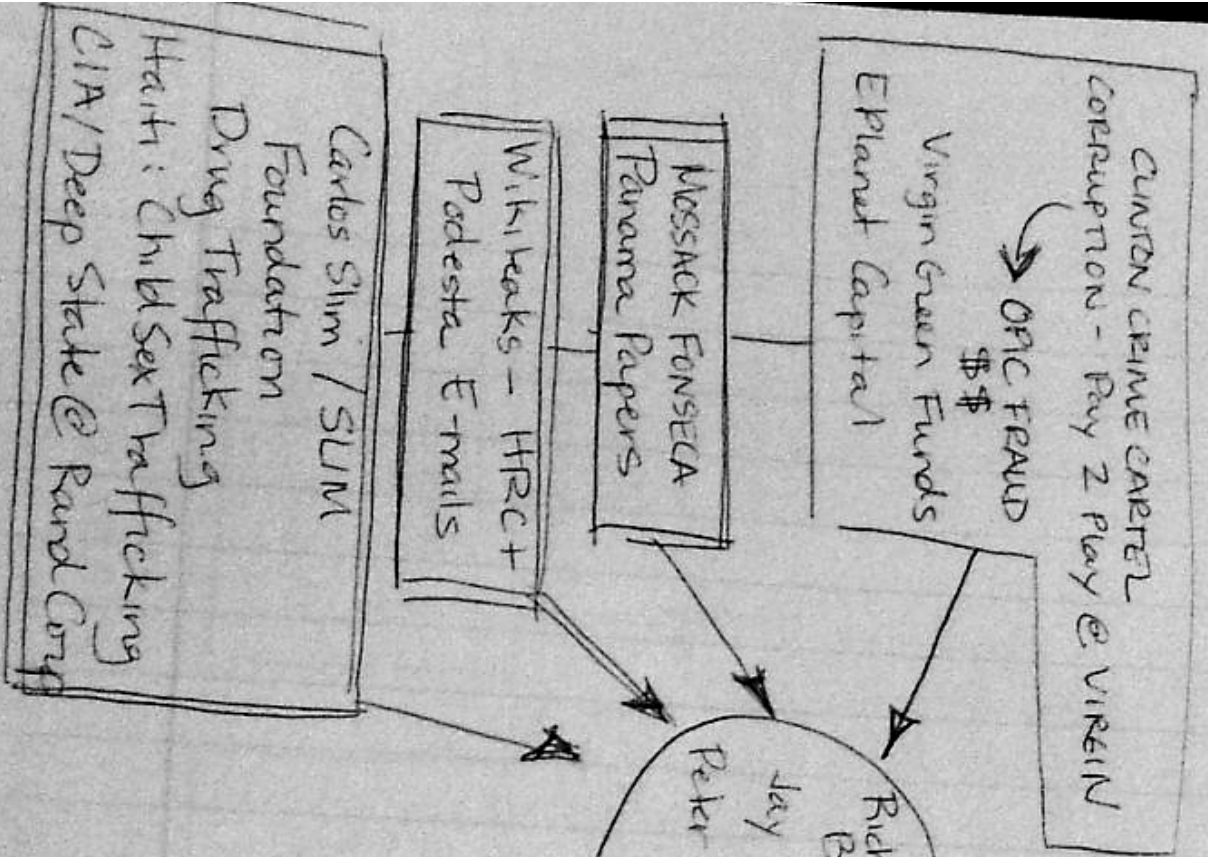 CLINTON CRIME CARTEL
CORRUPTION - Pay 2 Play @ VIRGIN
OPIC FRAUD
$$
Virgin Green Funds
EPlanet Capital
MOSSACK FONSECA
Panama Papers
Wikileaks - HRC+
Podesta E-mails
Carlos Slim / SLIM
Foundation
Drug Trafficking
Haiti: Child Sex Trafficking
CIA/Deep State @ Rand Corp
Rich
B
Jay
Peter